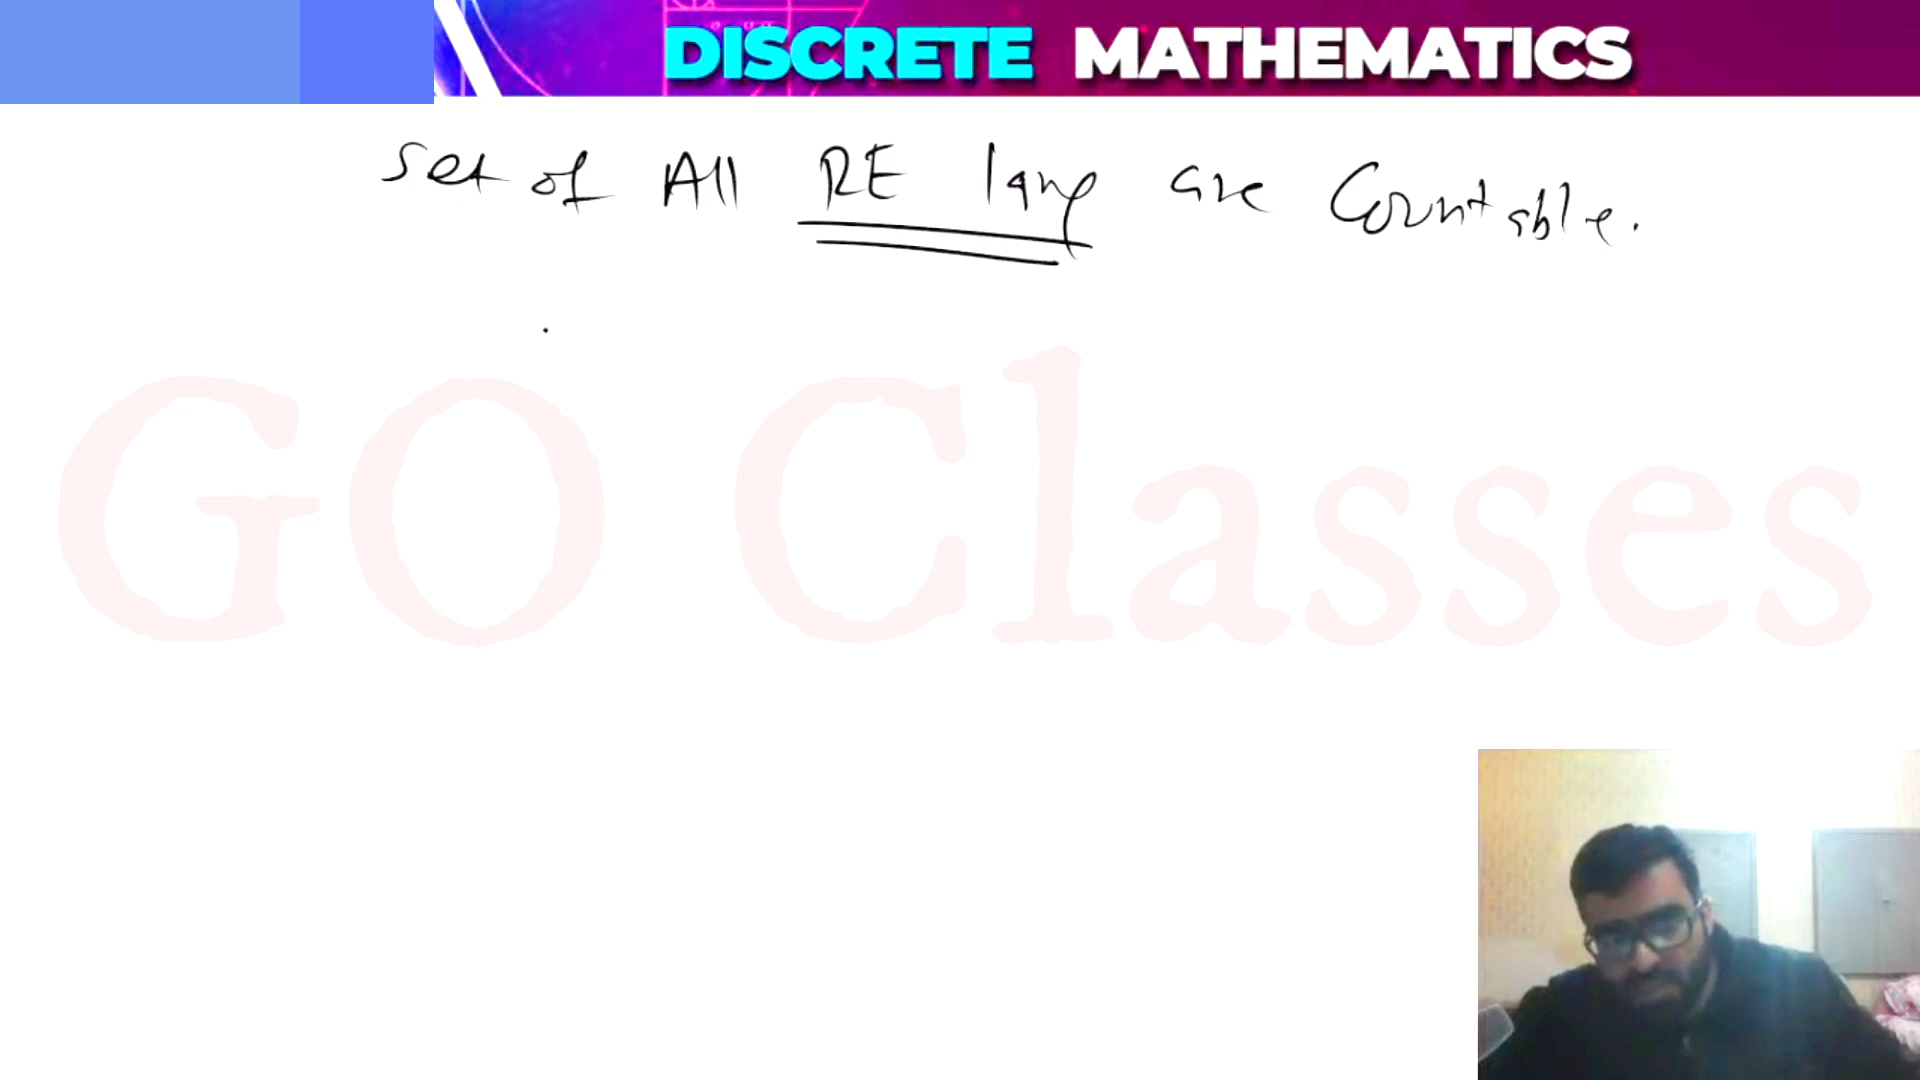 DISCRETE MATHEMATICS
Set of All RE lang are Countable.
GO Classes